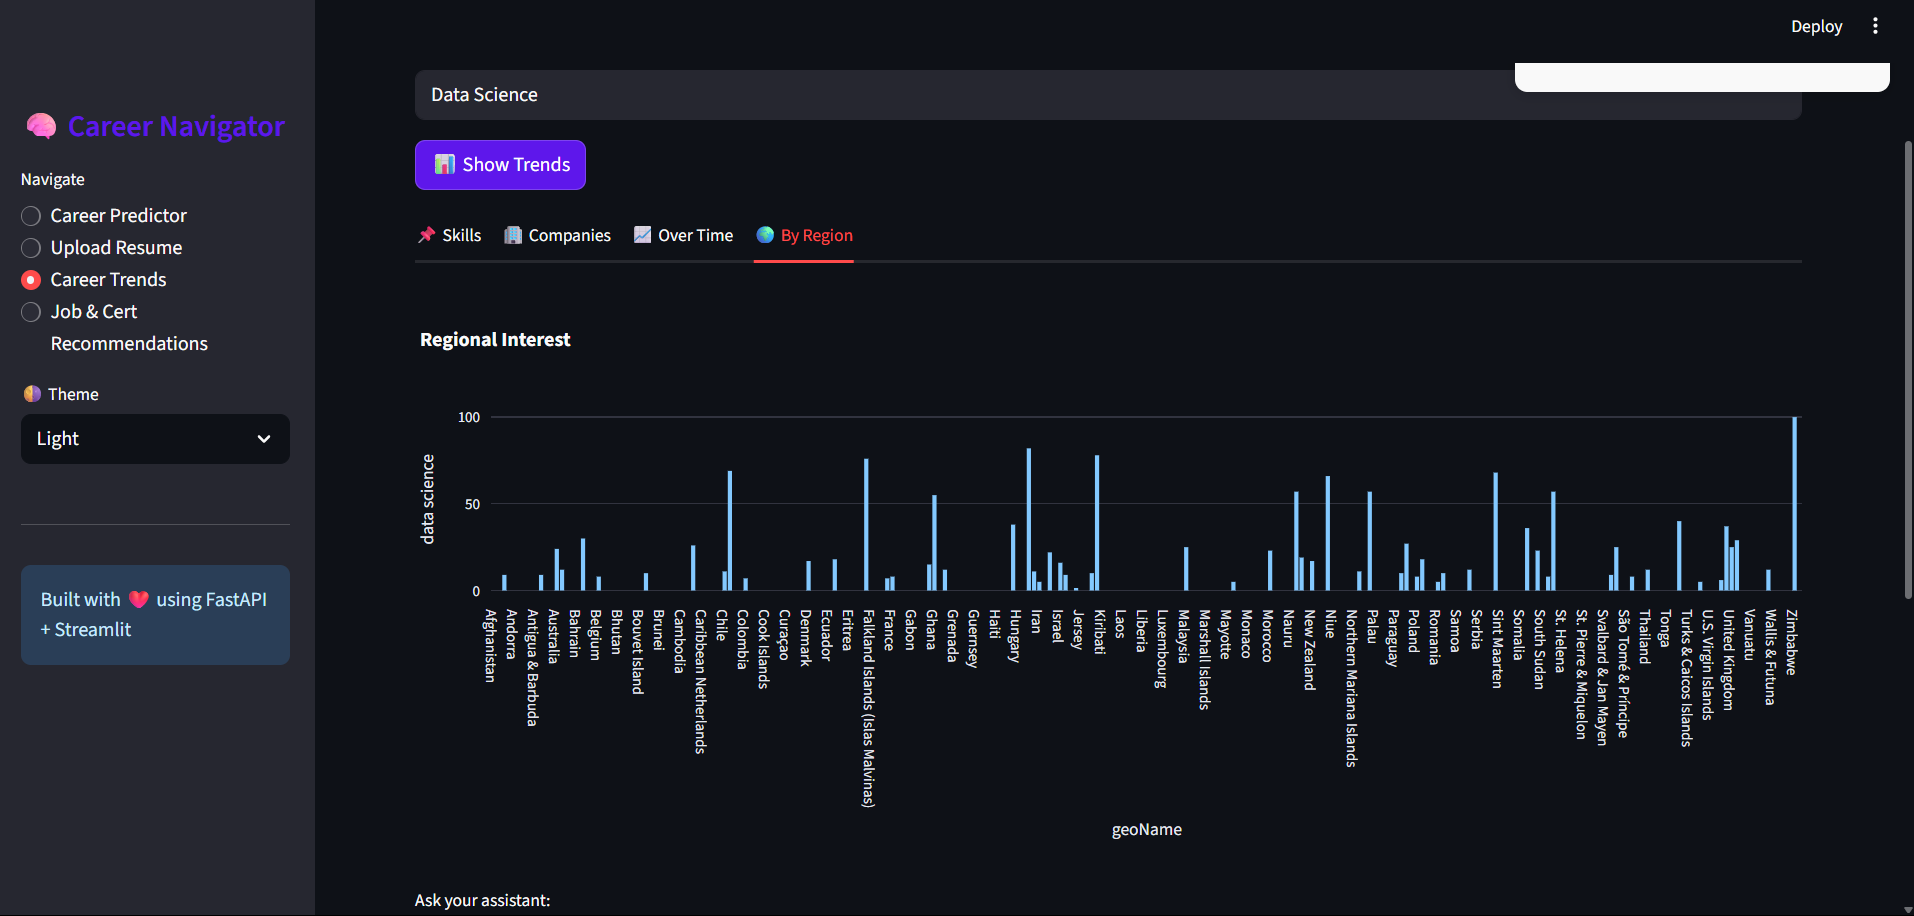 Deploy
Career Navigator
Navigate
Career Predictor
Upload Resume
Career Trends
Job & Cert
Recommendations
Theme
Light
Built with ❤ using FastAPI
+ Streamlit
Data Science
Show Trends
Skills
Companies
Over Time
By Region
Regional Interest
100
50
0
data science
Afghanistan
Andorra
Antigua & Barbuda
Australia
Bahrain
Belgium
Bhutan
Bouvet Island
Brunei
Cambodia
Caribbean Netherlands
Chile
Colombia
Cook Islands
Curaçao
Denmark
Ecuador
Eritrea
Falkland Islands (Islas Malvinas)
France
Gabon
Ghana
Grenada
Guernsey
Haiti
Hungary
Iran
Israel
Jersey
Kiribati
Laos
Liberia
Luxembourg
Malaysia
Marshall Islands
Mayotte
Monaco
Morocco
Nauru
New Zealand
Niue
Northern Mariana Islands
Palau
Paraguay
Poland
Romania
Samoa
Serbia
Sint Maarten
Somalia
South Sudan
St. Helena
St. Pierre & Miquelon
Svalbard & Jan Mayen
São Tomé & Príncipe
Thailand
Tonga
Turks & Caicos Islands
U.S. Virgin Islands
United Kingdom
Vanuatu
Wallis & Futuna
Zimbabwe
geoName
Ask your assistant: